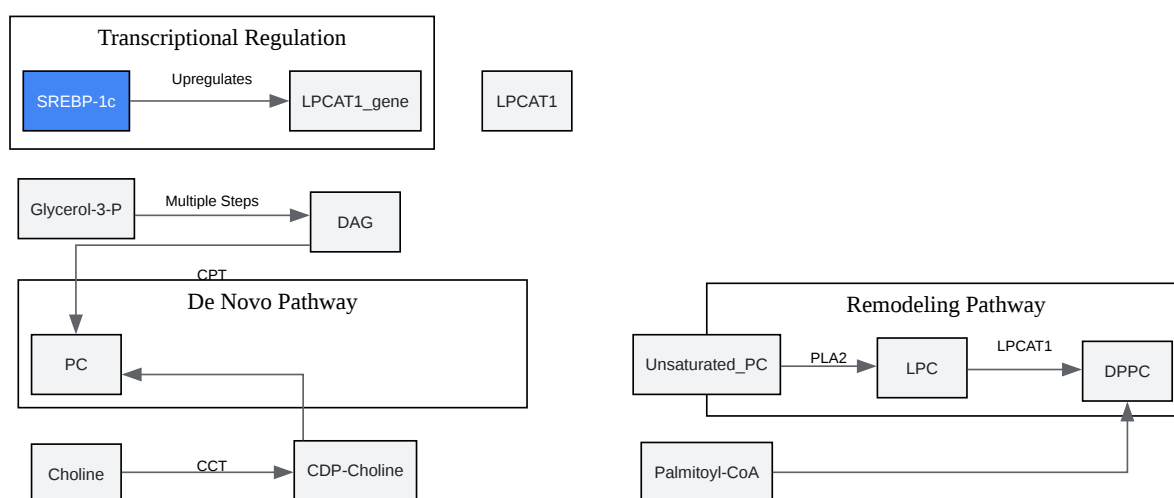 Transcriptional Regulation
SREBP-1c
Upregulates
LPCAT1_gene
LPCAT1
Glycerol-3-P
Multiple Steps
DAG
CPT
De Novo Pathway
PC
Choline
CCT
CDP-Choline
Remodeling Pathway
Unsaturated_PC
PLA2
LPC
LPCAT1
DPPC
Palmitoyl-CoA